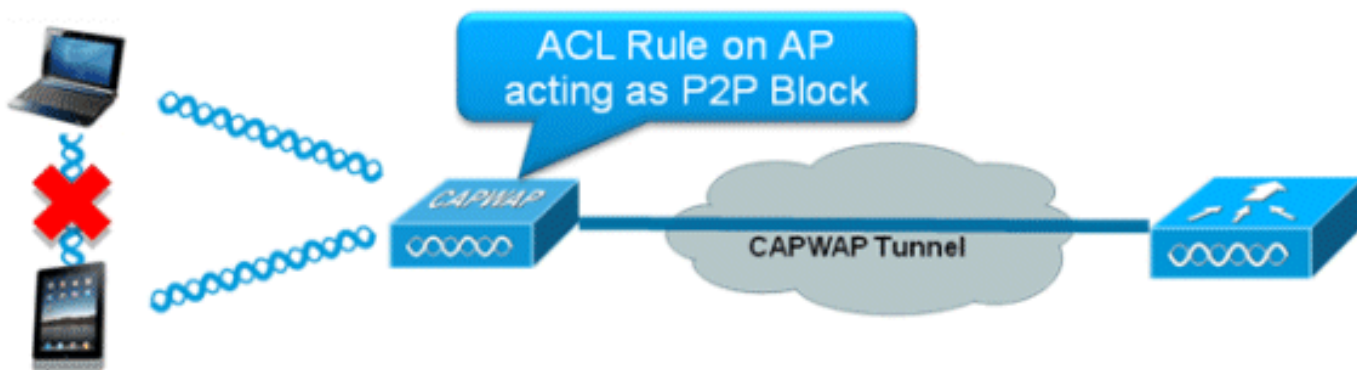 ACL Rule on AP
acting as P2P Block
CAPWAP
CAPWAP Tunnel